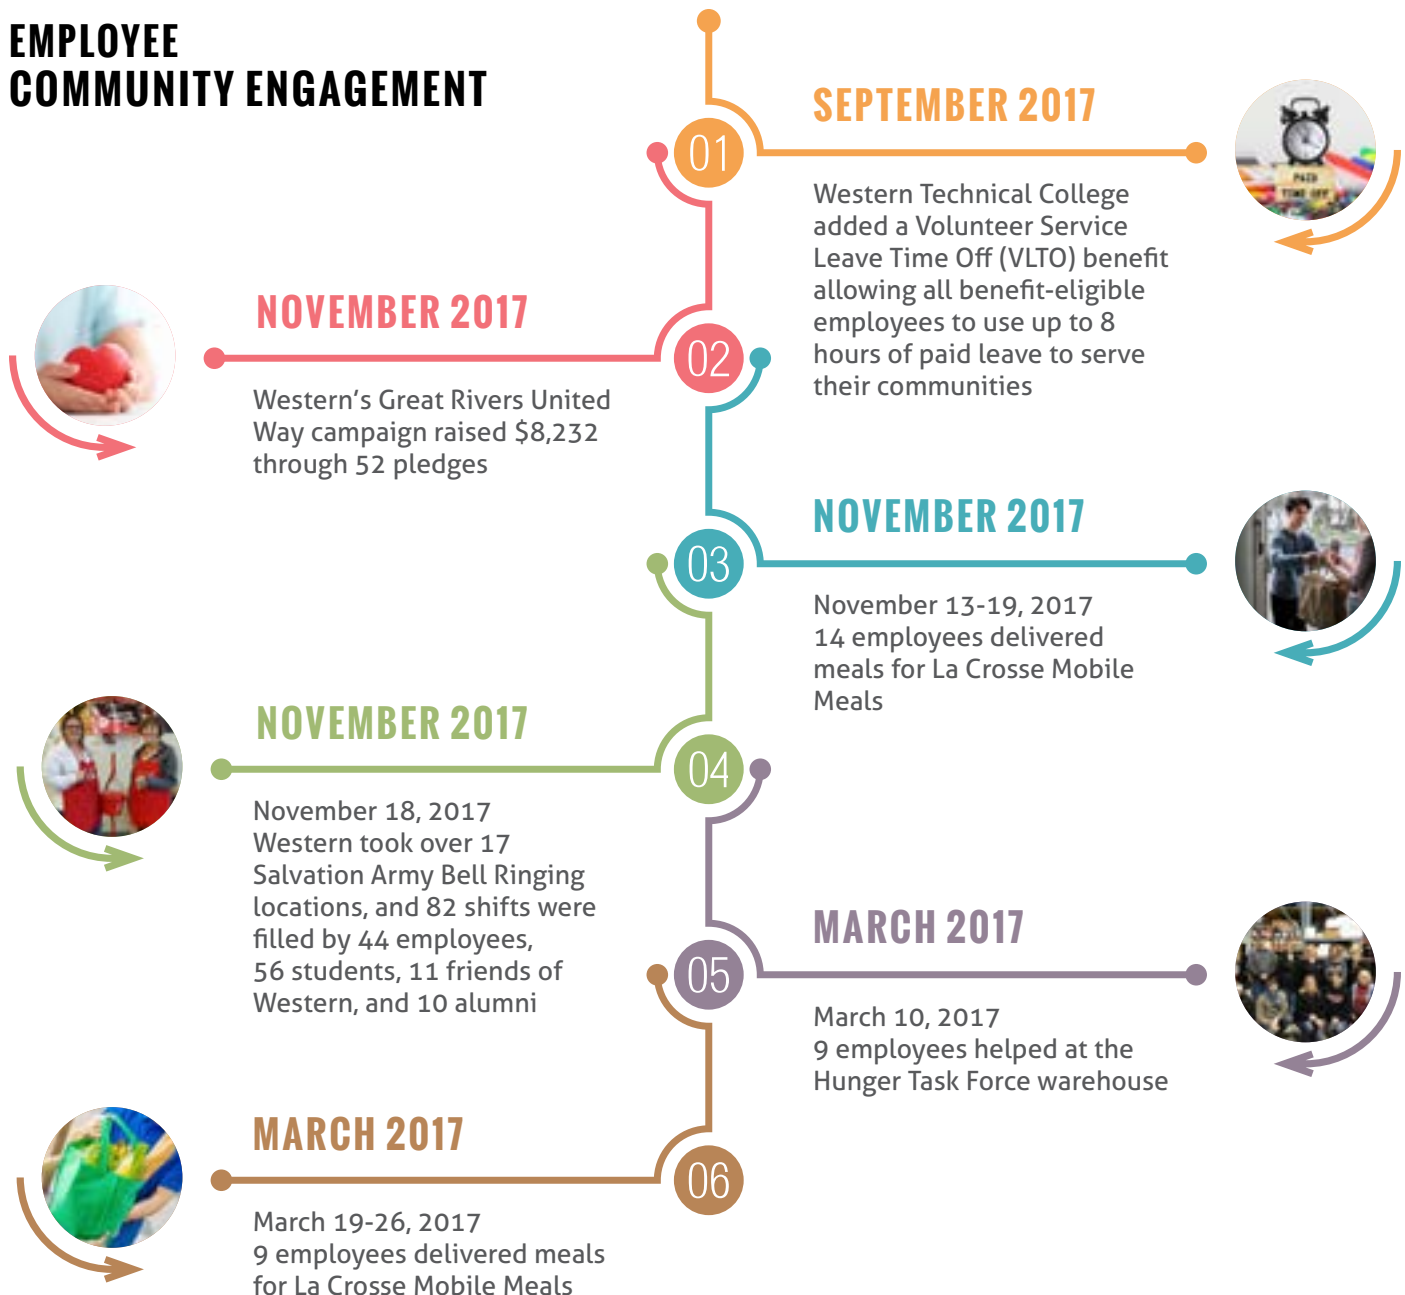 EMPLOYEE
COMMUNITY ENGAGEMENT
01
SEPTEMBER 2017
Western Technical College
added a Volunteer Service
Leave Time Off (VLTO) benefit
allowing all benefit-eligible
employees to use up to 8
hours of paid leave to serve
their communities
PAID
TIME OFF
02
NOVEMBER 2017
Western's Great Rivers United
Way campaign raised $8,232
through 52 pledges
03
NOVEMBER 2017
November 13-19, 2017
14 employees delivered
meals for La Crosse Mobile
Meals
04
NOVEMBER 2017
November 18, 2017
Western took over 17
Salvation Army Bell Ringing
locations, and 82 shifts were
filled by 44 employees,
56 students, 11 friends of
Western, and 10 alumni
05
MARCH 2017
March 10, 2017
9 employees helped at the
Hunger Task Force warehouse
06
MARCH 2017
March 19-26, 2017
9 employees delivered meals
for La Crosse Mobile Meals